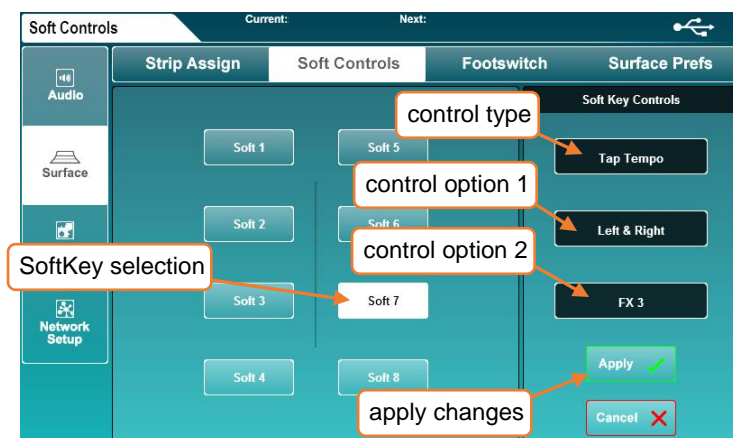 Soft Controls
Current:
Next:
Strip Assign
Soft Controls
Footswitch
Surface Prefs
Audio
Surface
Network
Setup
Soft 1
Soft 5
Soft 2
Soft 6
Soft 3
Soft 7
Soft 4
Soft 8
SoftKey selection
Soft Key Controls
control type
Tap Tempo
control option 1
Left & Right
control option 2
FX 3
Apply
apply changes
Cancel